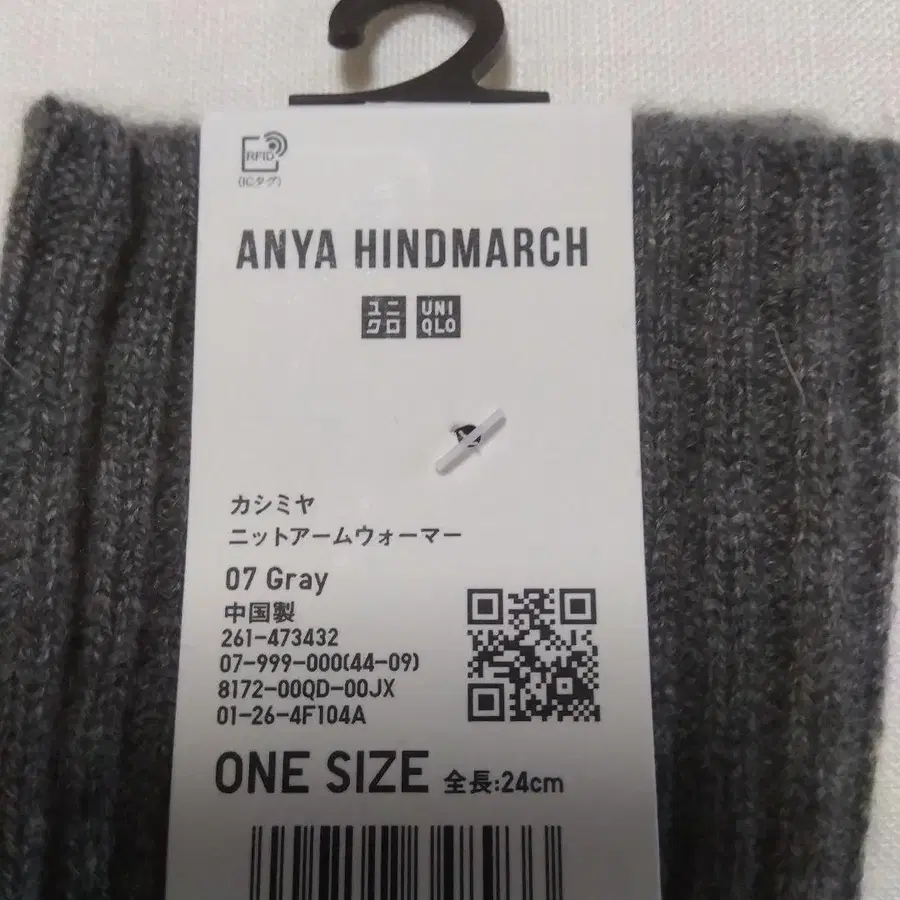 RFID
(ICタグ)
ANYA HINDMARCH
ユニ UNI
クロ QLO
カシミヤ
ニットアームウォーマー
07 Gray
中国製
261-473432
07-999-000(44-09)
8172-00QD-00JX
01-26-4F104A
ONE SIZE 全長:24cm